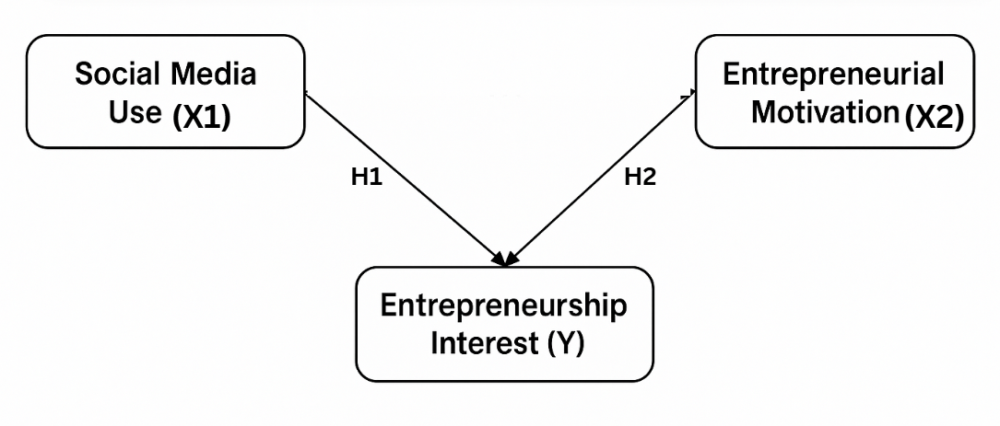 Social Media
Use (X1)
Entrepreneurial
Motivation (X2)
H1
H2
Entrepreneurship
Interest (Y)